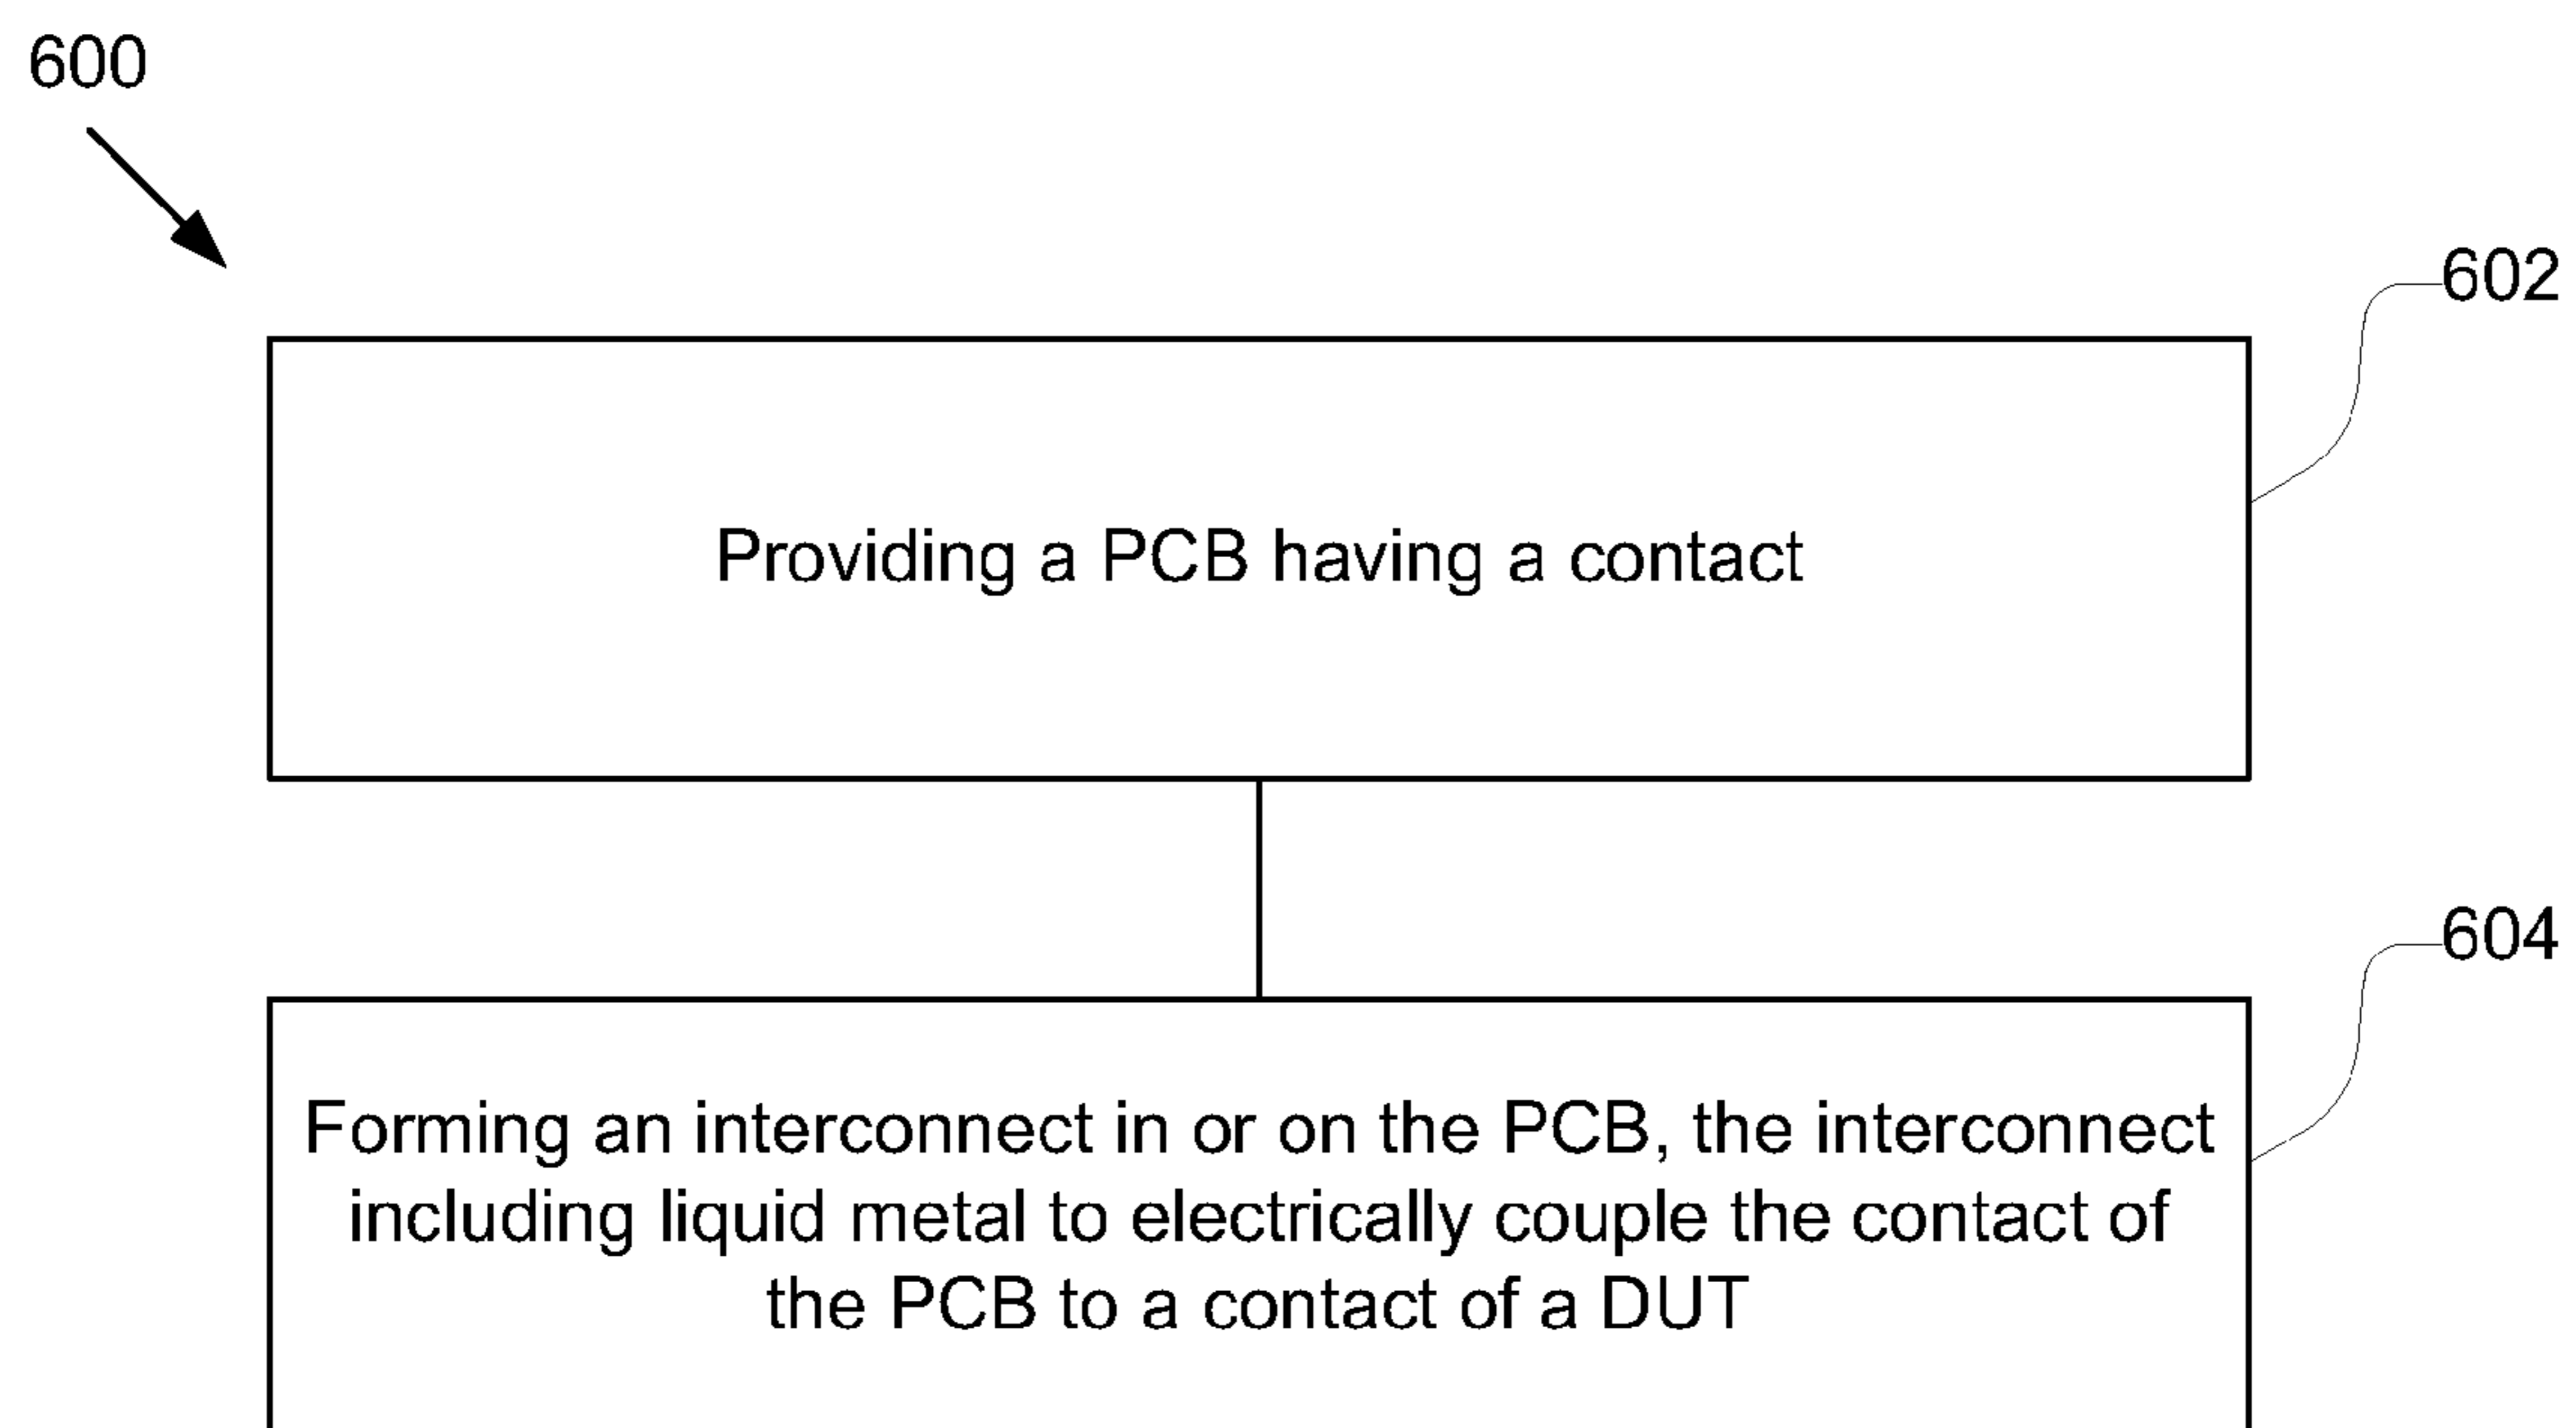 600
602
Providing a PCB having a contact
604
Forming an interconnect in or on the PCB, the interconnect
including liquid metal to electrically couple the contact of
the PCB to a contact of a DUT